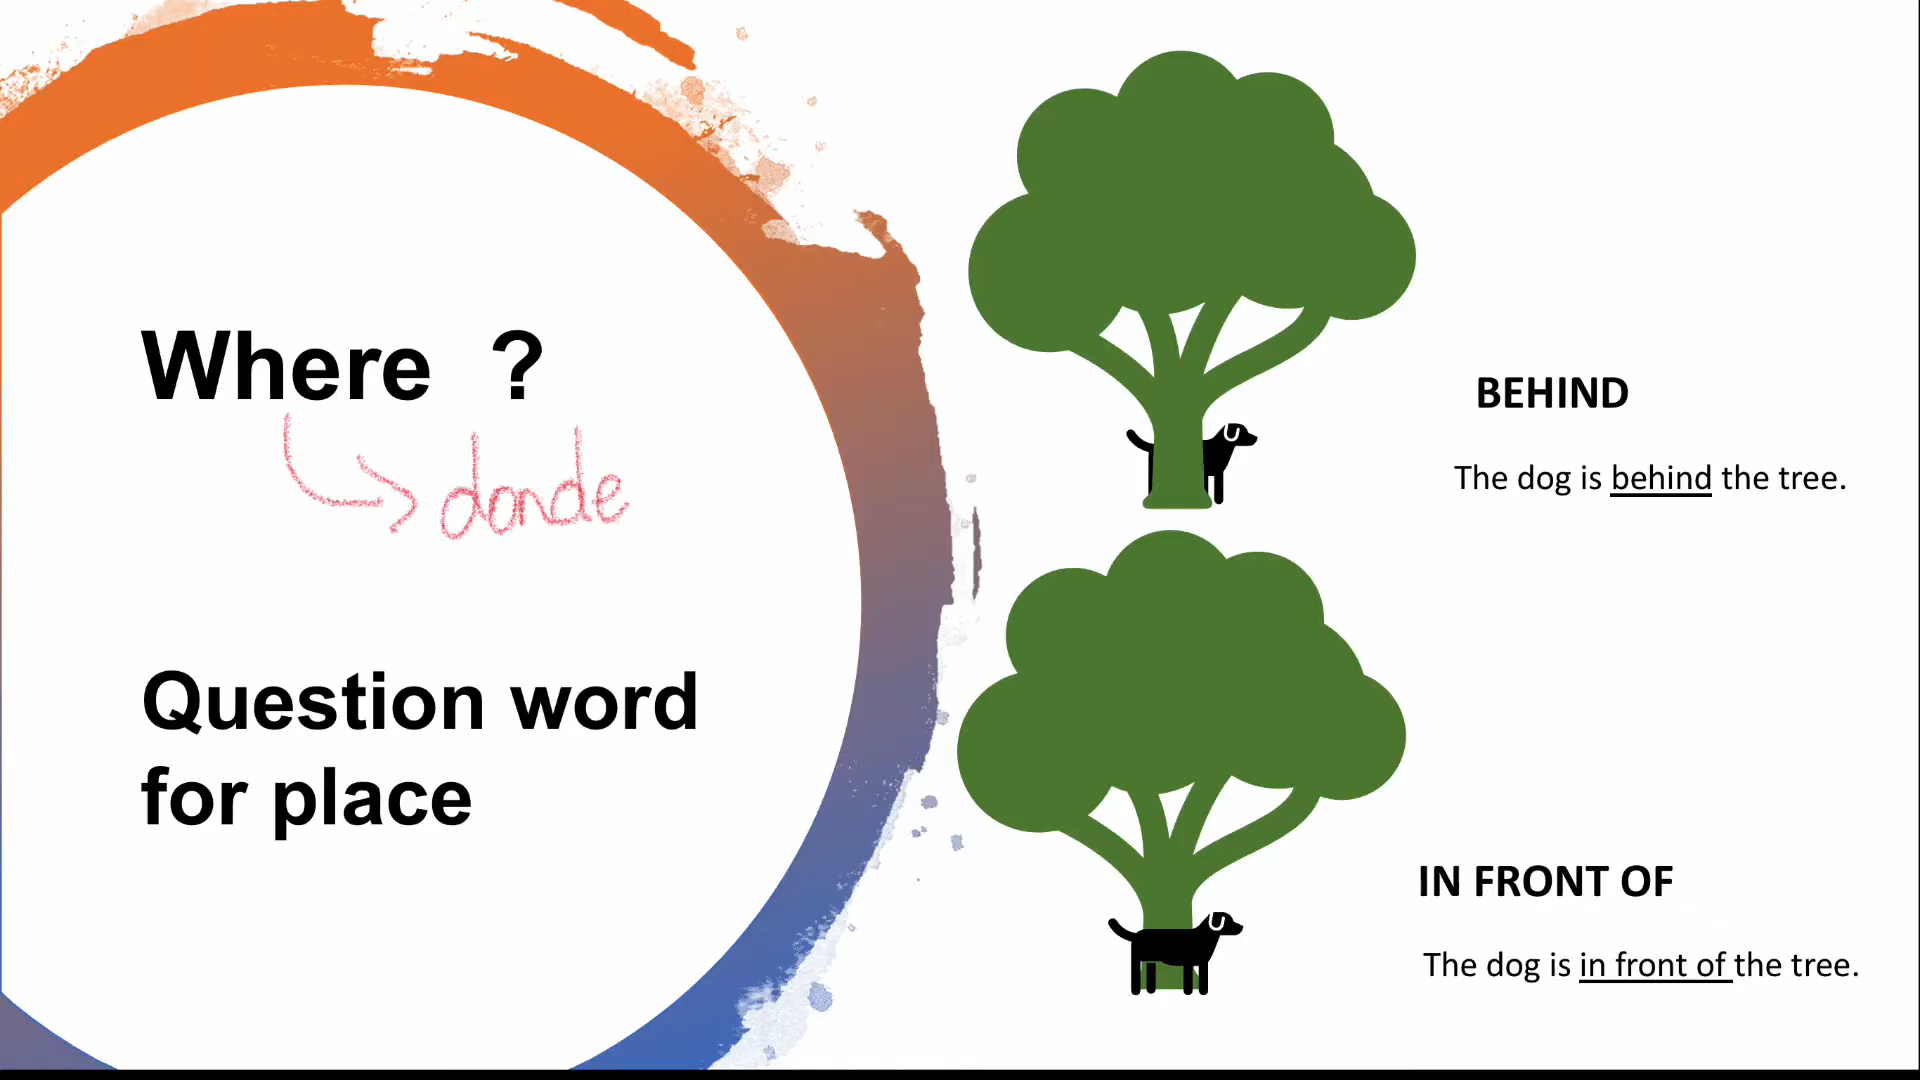 Where ?
donde
Question word
for place
BEHIND
The dog is behind the tree.
IN FRONT OF
The dog is in front of the tree.